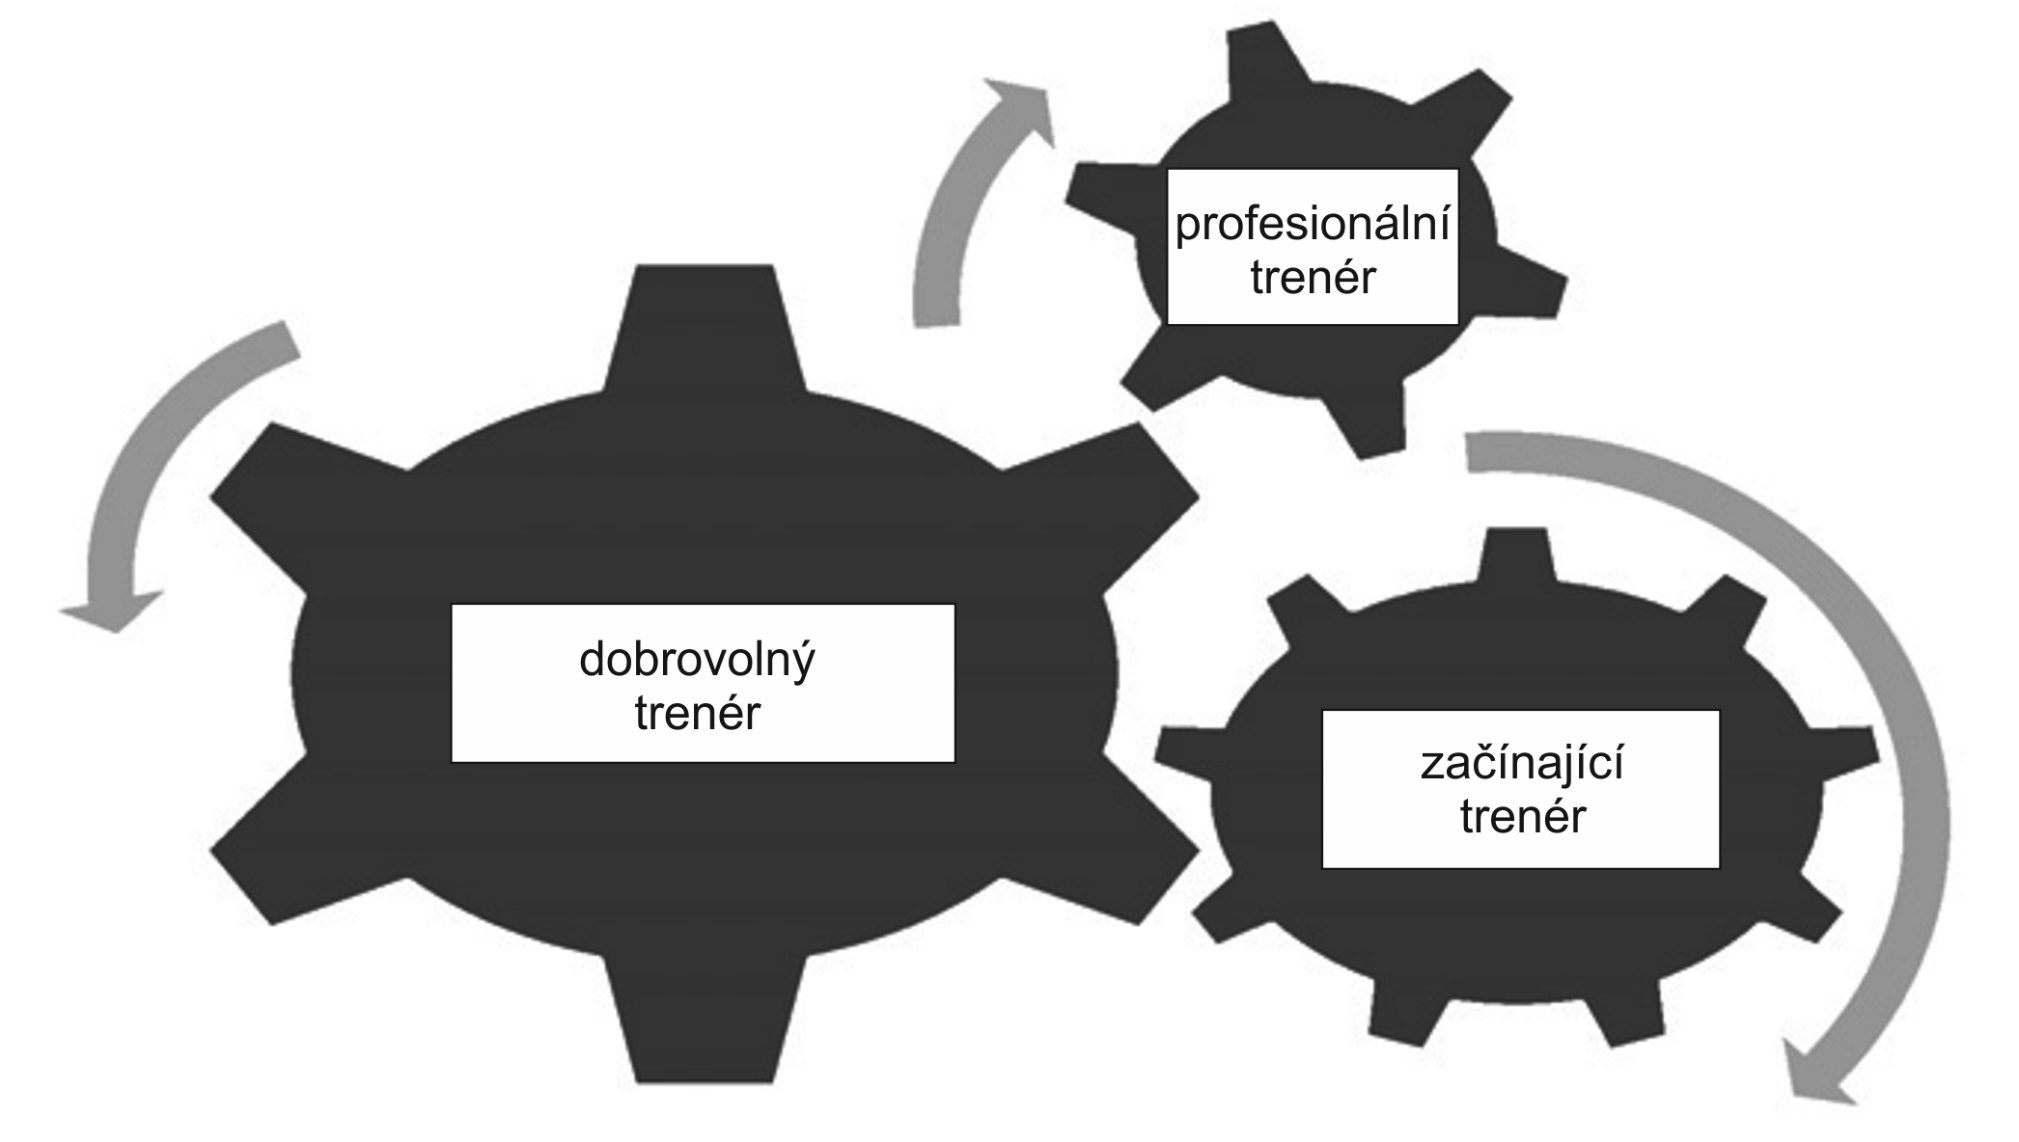 profesionální
trenér
dobrovolný
trenér
začínající
trenér